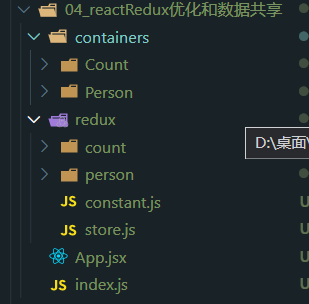 04_reactRedux优化和数据共享
containers
Count
Person
redux
count
D:\桌面\
person
JS constant.js
U
JS store.js
U
App.jsx
JS index.js
U